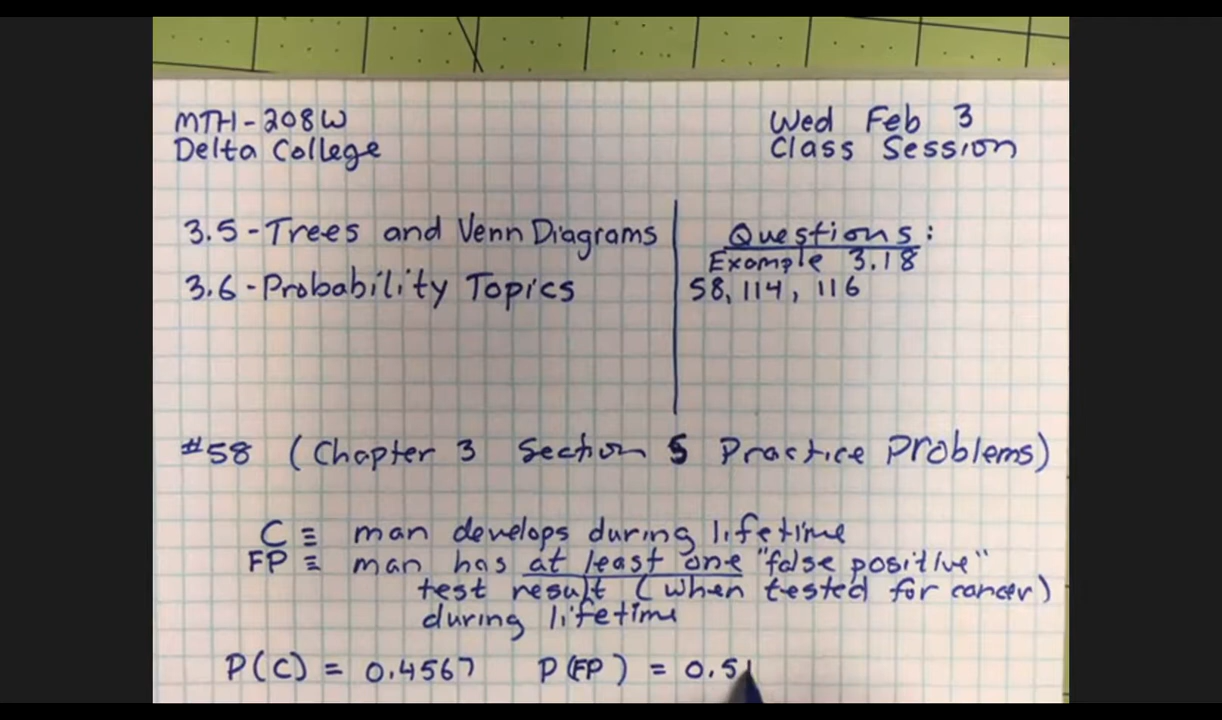 MTH-208W
Delta College
Wed Feb 3
Class Session
3.5-Trees and Venn Diagrams
3.6-Probability Topics
Questions:
Example 3.18
58, 114, 116
#58 (Chapter 3 Section 5 Practice Problems)
C ≡ man develops during lifetime
FP ≡ man has at least one "false positive"
test result (when tested for cancer)
during lifetime
P(C) = 0.4567 P(FP) = 0.51